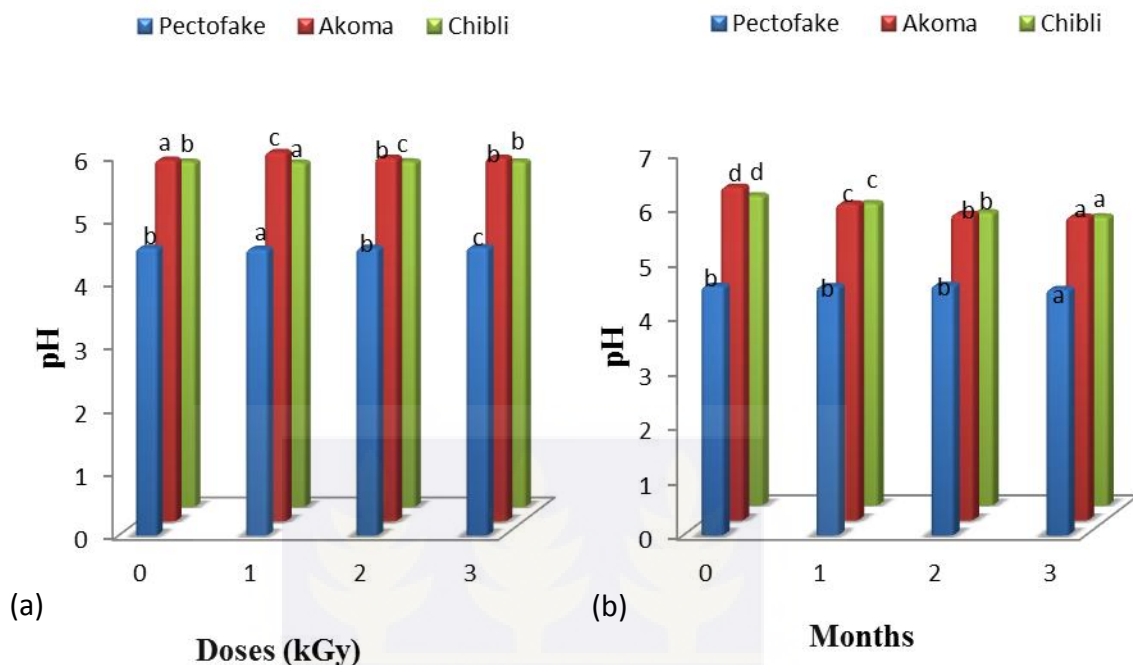 Pectofake Akoma Chibli
6
5
4
3
2
1
0
pH
a b
c a
b c
b b
b
a
b
c
0 1 2 3
(a)
Doses (kGy)
Pectofake Akoma Chibli
7
6
5
4
3
2
1
0
pH
d d
c c
b b
a a
b
b
b
a
0 1 2 3
(b)
Months